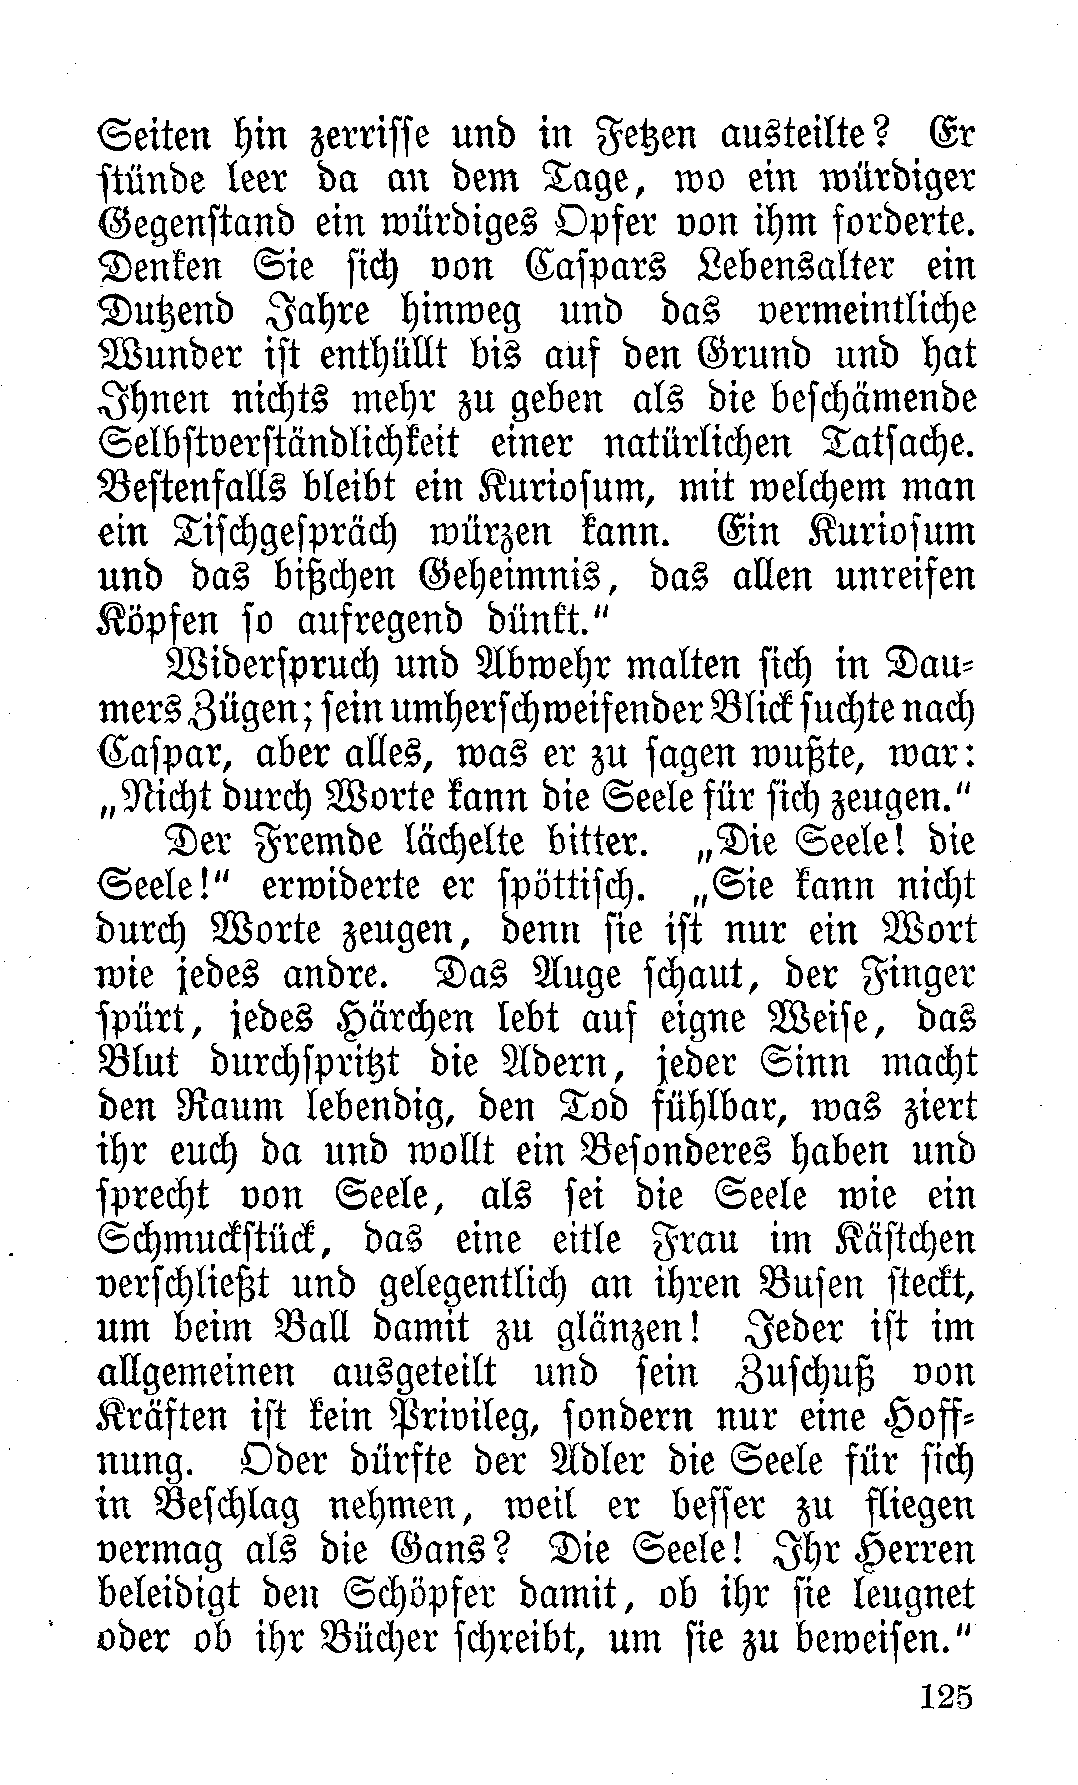 Seiten hin zerrisse und in Fetzen austeilte? Er
stünde leer da an dem Tage, wo ein würdiger
Gegenstand ein würdiges Opfer von ihm forderte.
Denken Sie sich von Caspars Lebensalter ein
Dutzend Jahre hinweg und das vermeintliche
Wunder ist enthüllt bis auf den Grund und hat
Ihnen nichts mehr zu geben als die beschämende
Selbstverständlichkeit einer natürlichen Tatsache.
Bestenfalls bleibt ein Kuriosum, mit welchem man
ein Tischgespräch würzen kann. Ein Kuriosum
und das bißchen Geheimnis, das allen unreifen
Köpfen so aufregend dünkt."
Widerspruch und Abwehr malten sich in Dau-
mers Zügen; sein umherschweifender Blick suchte nach
Caspar, aber alles, was er zu sagen wußte, war:
„Nicht durch Worte kann die Seele für sich zeugen."
Der Fremde lächelte bitter. „Die Seele! die
Seele!" erwiderte er spöttisch. „Sie kann nicht
durch Worte zeugen, denn sie ist nur ein Wort
wie jedes andre. Das Auge schaut, der Finger
spürt, jedes Härchen lebt auf eigne Weise, das
Blut durchspritzt die Adern, jeder Sinn macht
den Raum lebendig, den Tod fühlbar, was ziert
ihr euch da und wollt ein Besonderes haben und
sprecht von Seele, als sei die Seele wie ein
Schmuckstück, das eine eitle Frau im Kästchen
verschließt und gelegentlich an ihren Busen steckt,
um beim Ball damit zu glänzen! Jeder ist im
allgemeinen ausgeteilt und sein Zuschuß von
Kräften ist kein Privileg, sondern nur eine Hoff-
nung. Oder dürfte der Adler die Seele für sich
in Beschlag nehmen, weil er besser zu fliegen
vermag als die Gans? Die Seele! Ihr Herren
beleidigt den Schöpfer damit, ob ihr sie leugnet
oder ob ihr Bücher schreibt, um sie zu beweisen."
125